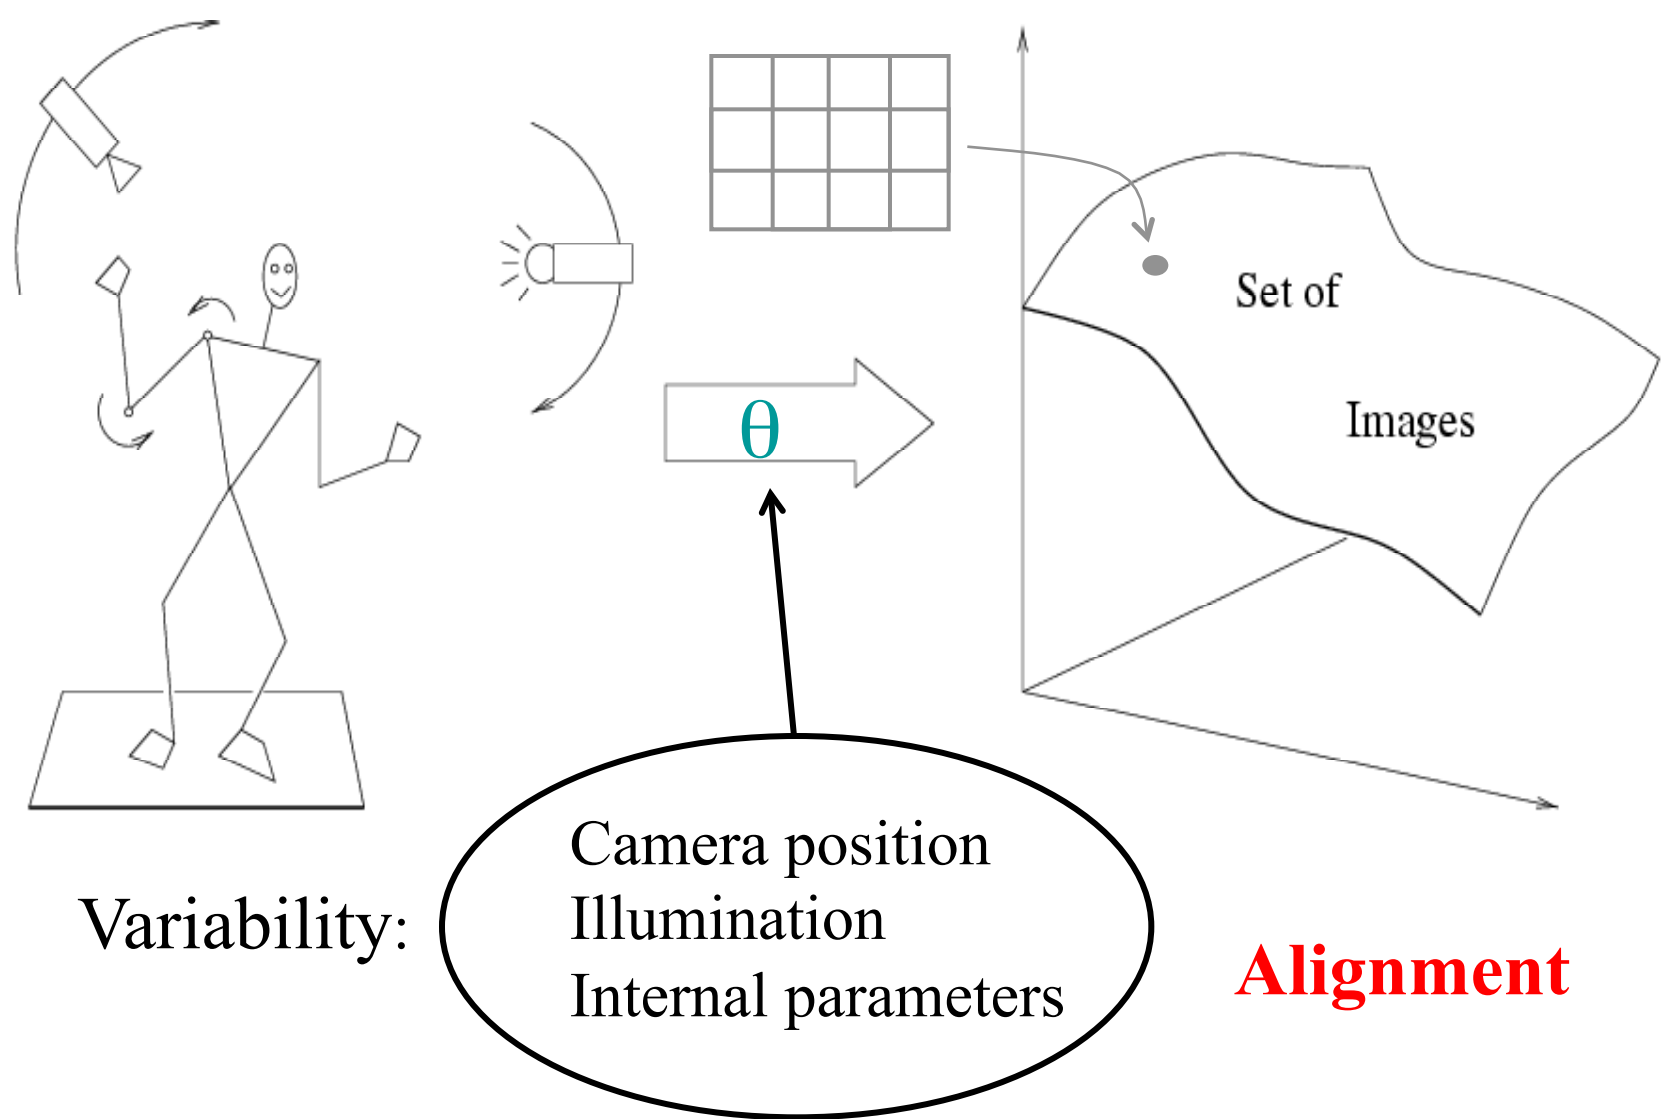 θ
Set of
Images
Variability:
Camera position
Illumination
Internal parameters
Alignment